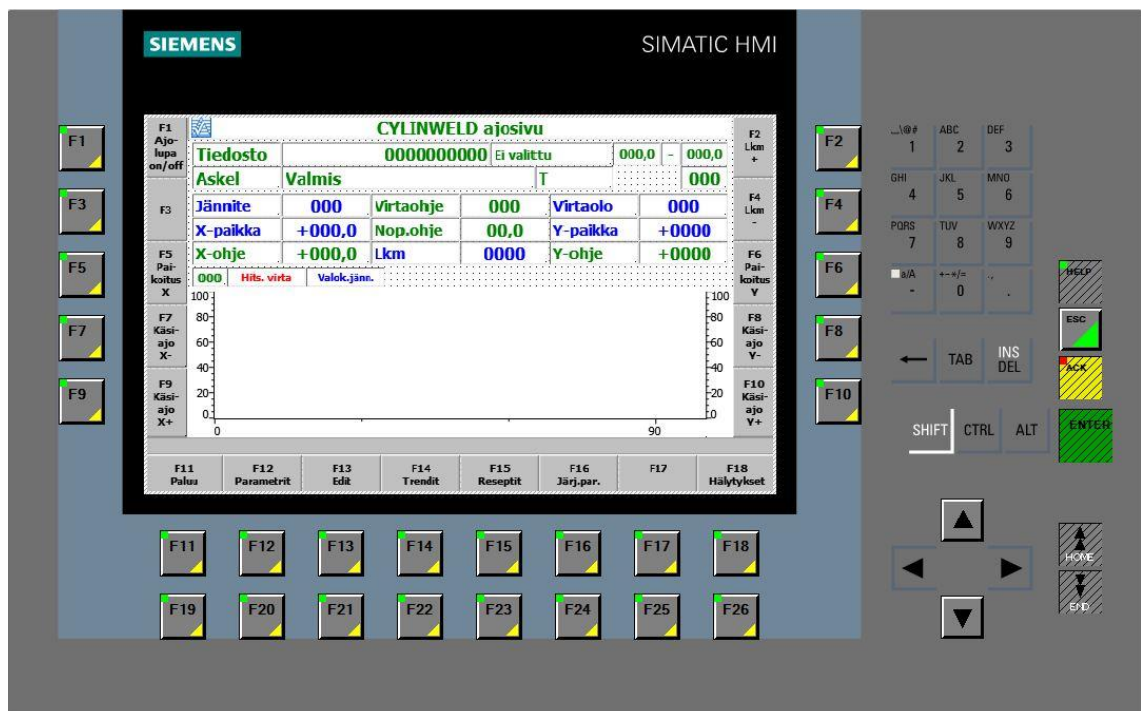 SIEMENS
SIMATIC HMI
F1
Ajo-
lupa
on/off
CYLINWELD ajosivu
F2
Lkm
+
Tiedosto 0000000000 Ei valittu 000,0 - 000,0
Askel Valmis T 000
F3
Jännite 000 Virtaohje 000 Virtaolo 000
F4
Lkm
-
X-paikka +000,0 Nop.ohje 00,0 Y-paikka +0000
X-ohje +000,0 Lkm 0000 Y-ohje +0000
F5
Pai-
koitus
X
F6
Pai-
koitus
Y
000 Hits. virta Valok.jänn.
100 100
80 80
60 60
40 40
20 20
0 0
0 90
F7
Käsi-
ajo
X-
F8
Käsi-
ajo
Y-
F9
Käsi-
ajo
X+
F10
Käsi-
ajo
Y+
F11 F12 F13 F14 F15 F16 F17 F18
Paluu Parametrit Edit Trendit Reseptit Järj.par. Hälytykset
F1
F3
F5
F7
F9
F2
F4
F6
F8
F10
F11 F12 F13 F14 F15 F16 F17 F18
F19 F20 F21 F22 F23 F24 F25 F26
_\@# ABC DEF
1 2 3
GHI JKL MNO
4 5 6
PQRS TUV WXYZ
7 8 9
a/A +-*/= .,
- 0 .
TAB INS
DEL
SHIFT CTRL ALT
HELP
ESC
ACK
ENTER
HOME
END